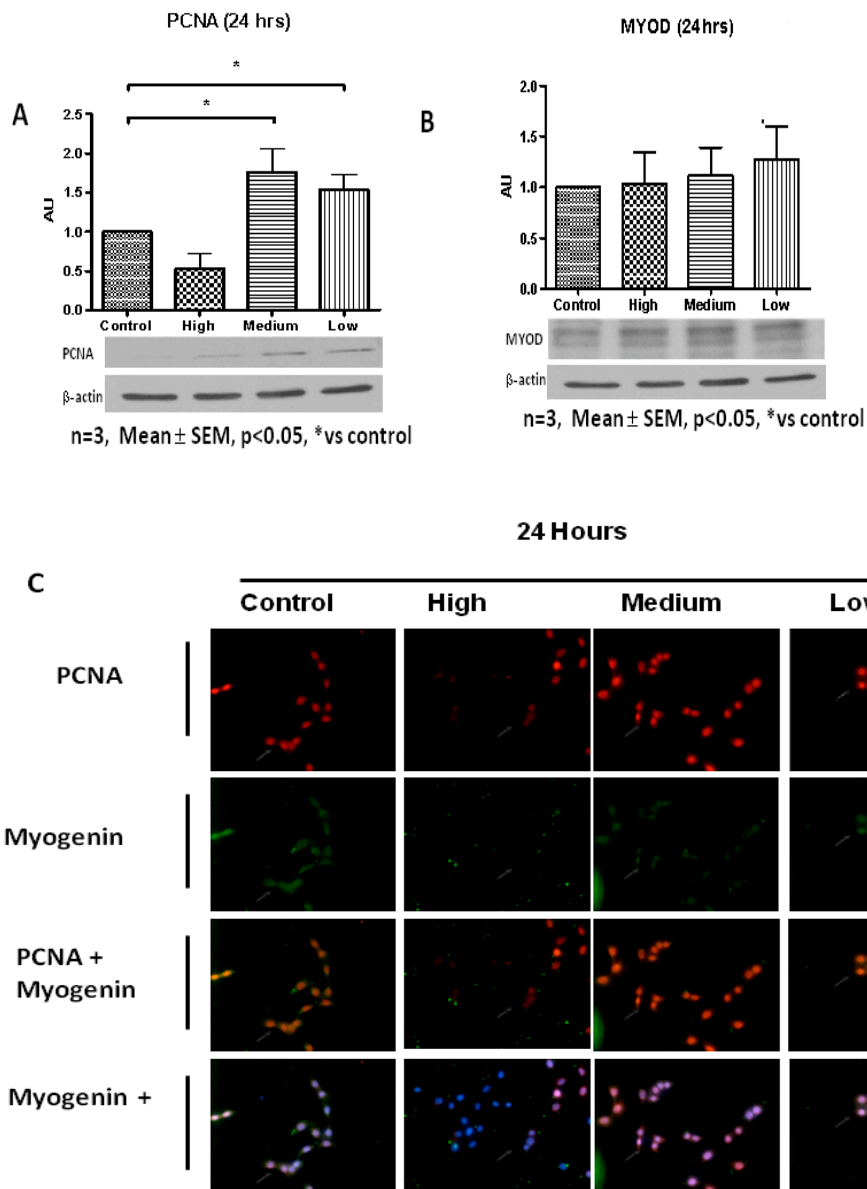 PCNA (24 hrs)
*
*
A
2.5
2.0
1.5
1.0
0.5
0.0
AU
Control High Medium Low
PCNA
β-actin
n=3, Mean ± SEM, p<0.05, *vs control
MYOD (24hrs)
B
2.0
1.5
1.0
0.5
0.0
AU
Control High Medium Low
MYOD
β-actin
n=3, Mean ± SEM, p<0.05, *vs control
24 Hours
C
Control High Medium Low
PCNA
Myogenin
PCNA +
Myogenin
Myogenin +